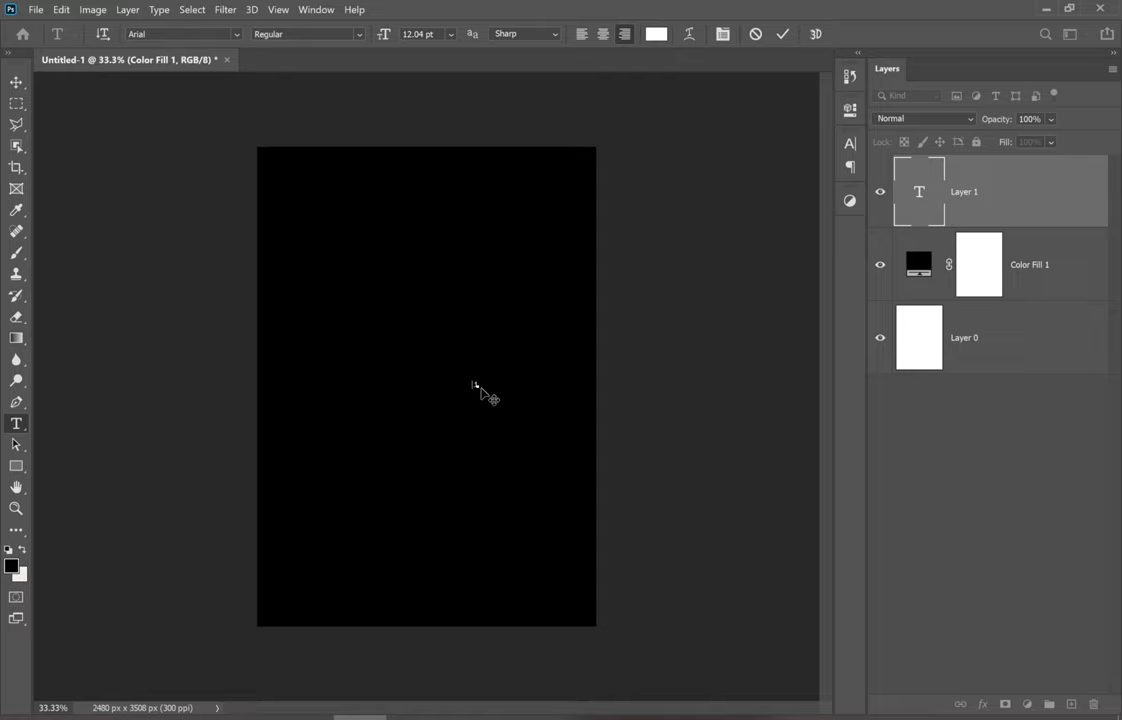 Ps File Edit Image Layer Type Select Filter 3D View Window Help
T Arial Regular 12.04 pt Sharp 3D
Untitled-1 @ 33.3% (Color Fill 1, RGB/8) * ×
Layers
Kind
Normal Opacity: 100%
Lock: Fill: 100%
T Layer 1
Color Fill 1
Layer 0
33.33% 2480 px x 3508 px (300 ppi)